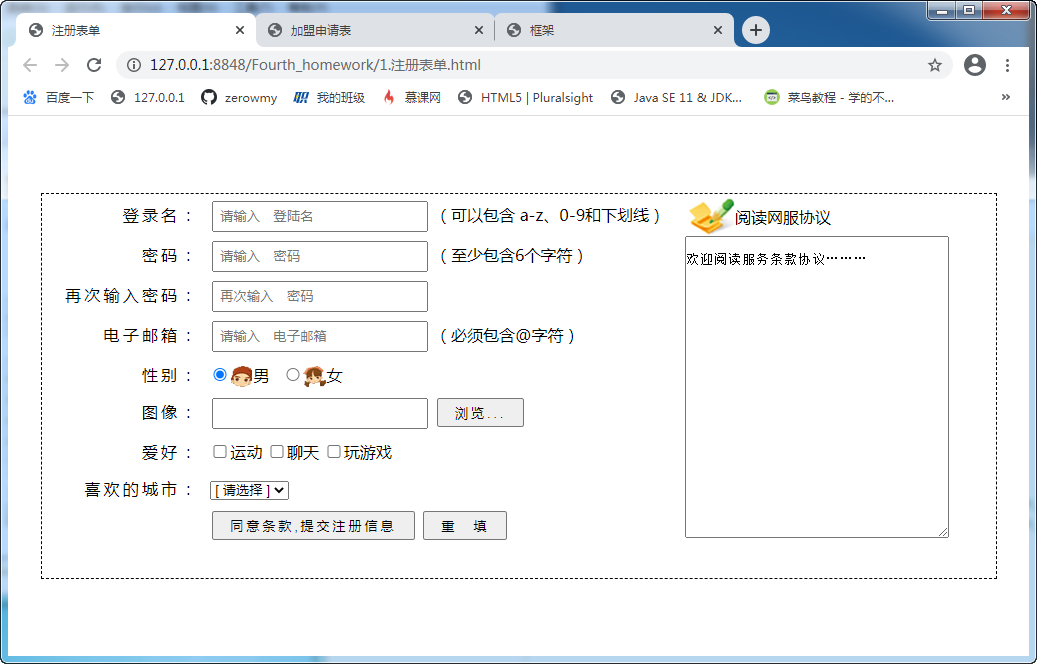 注册表单
加盟申请表
框架
127.0.0.1:8848/Fourth_homework/1.注册表单.html
百度一下
127.0.0.1
zerowmy
我的班级
慕课网
HTML5 | Pluralsight
Java SE 11 & JDK...
菜鸟教程 - 学的不...
»
登录名： 请输入 登陆名 （可以包含 a-z、0-9和下划线）
密码： 请输入 密码 （至少包含6个字符）
再次输入密码： 再次输入 密码
电子邮箱： 请输入 电子邮箱 （必须包含@字符）
性别： 男 女
图像： 浏览...
爱好： 运动 聊天 玩游戏
喜欢的城市： [ 请选择 ]
同意条款,提交注册信息 重 填
阅读网服协议
欢迎阅读服务条款协议………